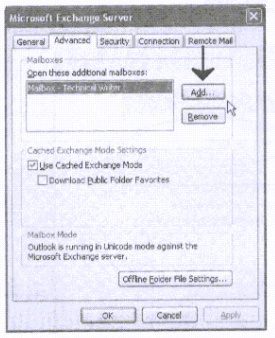 Microsoft Exchange Server
General Advanced Security Connection Remote Mail
Mailboxes
Open these additional mailboxes:
Mailbox - Technical Writer
Add...
Remove
Cached Exchange Mode Settings
Use Cached Exchange Mode
Download Public Folder Favorites
Mailbox Mode
Outlook is running in Unicode mode against the
Microsoft Exchange server.
Offline Folder File Settings...
OK Cancel Apply